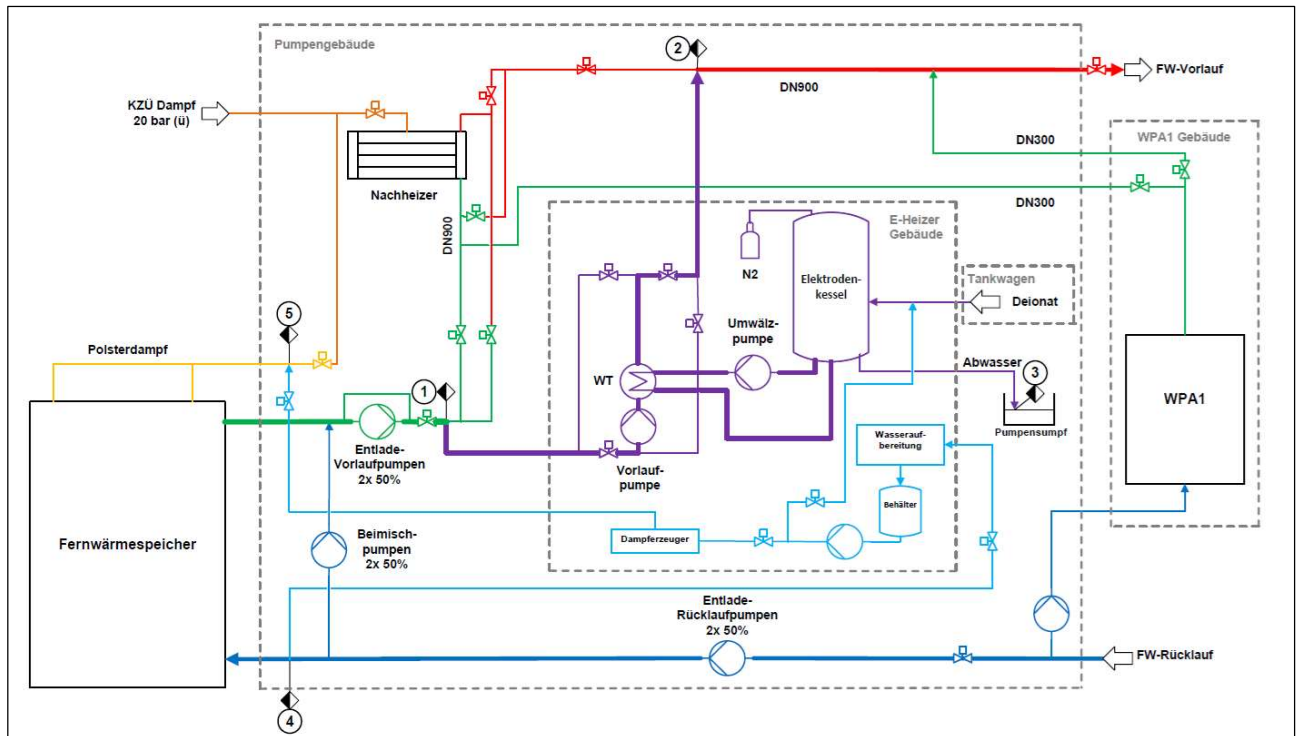 Pumpengebäude
2
FW-Vorlauf
DN900
KZÜ Dampf
20 bar (ü)
WPA1 Gebäude
DN300
Nachheizer
DN300
E-Heizer
Gebäude
DN900
N2
Elektroden-
kessel
Tankwagen
Deionat
5
Umwälz-
pumpe
Polsterdampf
Abwasser
3
WT
1
WPA1
Pumpensumpf
Entlade-
Vorlaufpumpen
2x 50%
Vorlauf-
pumpe
Wasserauf-
bereitung
Behälter
Fernwärmespeicher
Beimisch-
pumpen
2x 50%
Dampferzeuger
Entlade-
Rücklaufpumpen
2x 50%
FW-Rücklauf
4